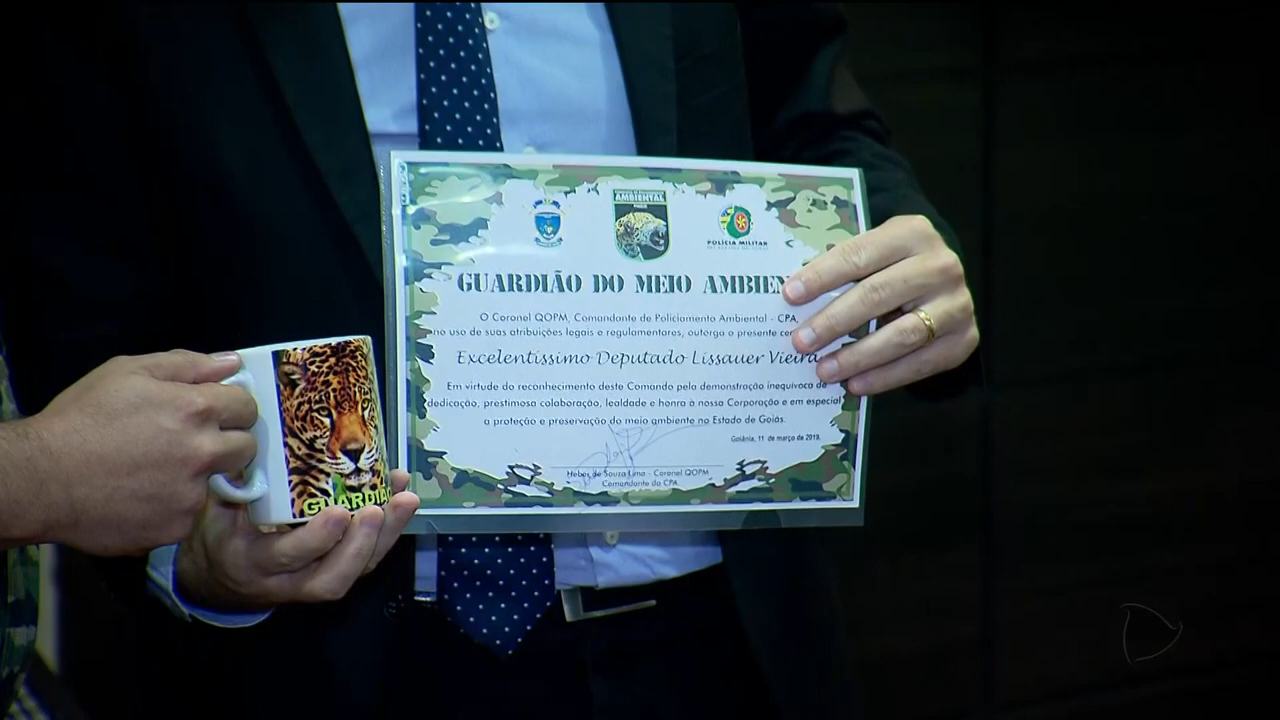 AMBIENTAL
POLÍCIA MILITAR
GUARDIÃO DO MEIO AMBIEN
O Coronel QOPM, Comandante de Policiamento Ambiental - CPA,
no uso de suas atribuições legais e regulamentares, outorga o presente
Excelentíssimo Deputado Lissauer Vieira
Em virtude do reconhecimento deste Comando pela demonstração inequívoca de
dedicação, prestimosa colaboração, lealdade e honra à nossa Corporação e em especial
a proteção e preservação do meio ambiente no Estado de Goiás.
Goiânia, 11 de março de 2019.
Heber de Souza Lima - Coronel QOPM
Comandante do CPA
GUARDIÃO